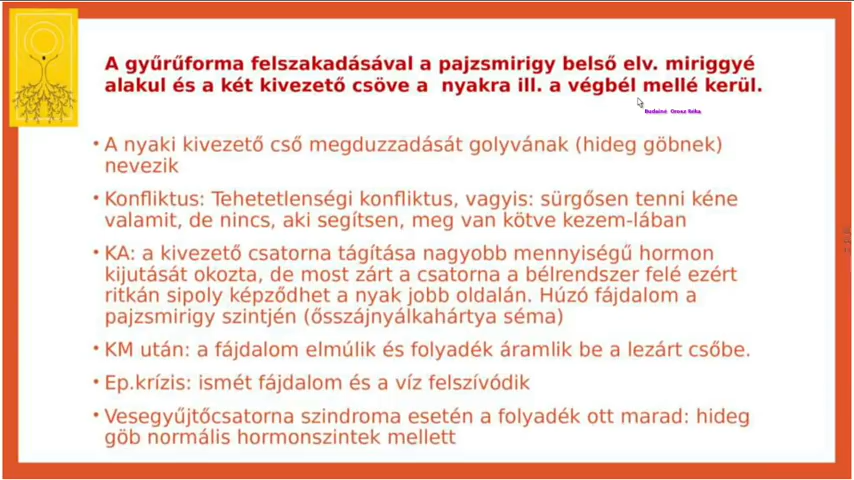 A gyűrűforma felszakadásával a pajzsmirigy belső elv. miriggyé
alakul és a két kivezető csöve a nyakra ill. a végbél mellé kerül.
Budainé Orosz Réka
• A nyaki kivezető cső megduzzadását golyvának (hideg göbnek)
nevezik
• Konfliktus: Tehetetlenségi konfliktus, vagyis: sürgősen tenni kéne
valamit, de nincs, aki segítsen, meg van kötve kezem-lában
• KA: a kivezető csatorna tágítása nagyobb mennyiségű hormon
kijutását okozta, de most zárt a csatorna a bélrendszer felé ezért
ritkán sipoly képződhet a nyak jobb oldalán. Húzó fájdalom a
pajzsmirigy szintjén (ősszájnyálkahártya séma)
• KM után: a fájdalom elmúlik és folyadék áramlik be a lezárt csőbe.
• Ep.krízis: ismét fájdalom és a víz felszívódik
• Vesegyűjtőcsatorna szindroma esetén a folyadék ott marad: hideg
göb normális hormonszintek mellett